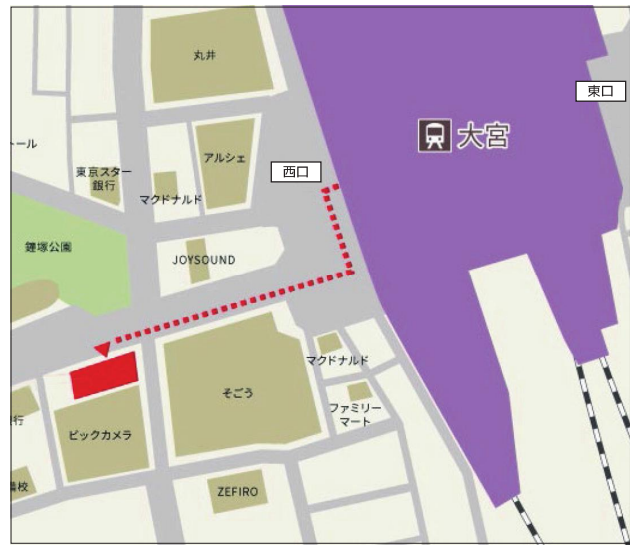 丸井
東口
大宮
ール
アルシェ
西口
東京スター
銀行
マクドナルド
鐘塚公園
JOYSOUND
マクドナルド
そごう
ファミリー
マート
行
ビックカメラ
ZEFIRO
校